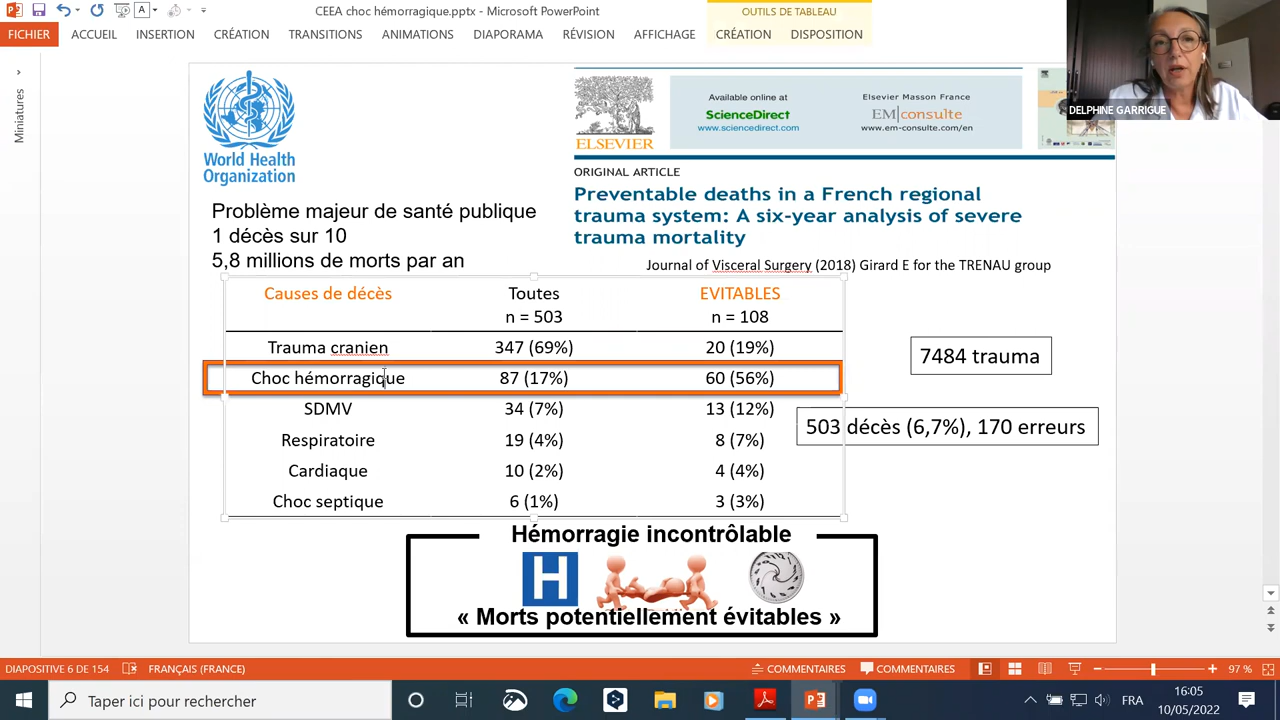 CEEA choc hémorragique.pptx - Microsoft PowerPoint
OUTILS DE TABLEAU
FICHIER ACCUEIL INSERTION CRÉATION TRANSITIONS ANIMATIONS DIAPORAMA RÉVISION AFFICHAGE CRÉATION DISPOSITION
DELPHINE GARRIGUE
Miniatures
World Health
Organization
ELSEVIER
Available online at
ScienceDirect
www.sciencedirect.com
Elsevier Masson France
EM|consulte
www.em-consulte.com/en
ORIGINAL ARTICLE
Preventable deaths in a French regional
trauma system: A six-year analysis of severe
trauma mortality
Journal of Visceral Surgery (2018) Girard E for the TRENAU group
Problème majeur de santé publique
1 décès sur 10
5,8 millions de morts par an
Causes de décès Toutes EVITABLES
n = 503 n = 108
Trauma cranien 347 (69%) 20 (19%)
Choc hémorragique 87 (17%) 60 (56%)
SDMV 34 (7%) 13 (12%)
Respiratoire 19 (4%) 8 (7%)
Cardiaque 10 (2%) 4 (4%)
Choc septique 6 (1%) 3 (3%)
7484 trauma
503 décès (6,7%), 170 erreurs
Hémorragie incontrôlable
H
« Morts potentiellement évitables »
DIAPOSITIVE 6 DE 154 FRANÇAIS (FRANCE) COMMENTAIRES COMMENTAIRES 97 %
Taper ici pour rechercher
FRA
16:05
10/05/2022